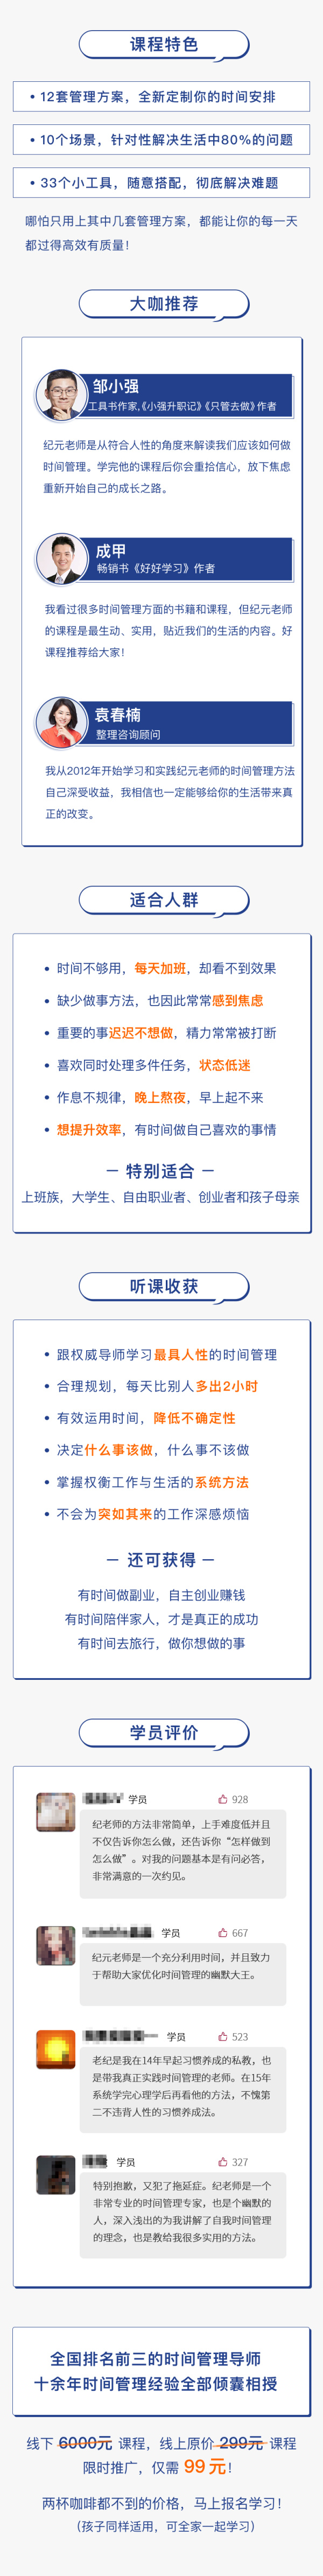 课程特色
• 12套管理方案，全新定制你的时间安排
• 10个场景，针对性解决生活中80%的问题
• 33个小工具，随意搭配，彻底解决难题
哪怕只用上其中几套管理方案，都能让你的每一天
都过得高效有质量！
大咖推荐
邹小强
工具书作家,《小强升职记》《只管去做》作者
纪元老师是从符合人性的角度来解读我们应该如何做
时间管理。学完他的课程后你会重拾信心，放下焦虑
重新开始自己的成长之路。
成甲
畅销书《好好学习》作者
我看过很多时间管理方面的书籍和课程，但纪元老师
的课程是最生动、实用，贴近我们的生活的内容。好
课程推荐给大家！
袁春楠
整理咨询顾问
我从2012年开始学习和实践纪元老师的时间管理方法
自己深受收益，我相信也一定能够给你的生活带来真
正的改变。
适合人群
• 时间不够用，每天加班，却看不到效果
• 缺少做事方法，也因此常常感到焦虑
• 重要的事迟迟不想做，精力常常被打断
• 喜欢同时处理多件任务，状态低迷
• 作息不规律，晚上熬夜，早上起不来
• 想提升效率，有时间做自己喜欢的事情
— 特别适合 —
上班族，大学生、自由职业者、创业者和孩子母亲
听课收获
• 跟权威导师学习最具人性的时间管理
• 合理规划，每天比别人多出2小时
• 有效运用时间，降低不确定性
• 决定什么事该做，什么事不该做
• 掌握权衡工作与生活的系统方法
• 不会为突如其来的工作深感烦恼
— 还可获得 —
有时间做副业，自主创业赚钱
有时间陪伴家人，才是真正的成功
有时间去旅行，做你想做的事
学员评价
学员 928
纪老师的方法非常简单，上手难度低并且
不仅告诉你怎么做，还告诉你“怎样做到
怎么做”。对我的问题基本是有问必答，
非常满意的一次约见。
学员 667
纪元老师是一个充分利用时间，并且致力
于帮助大家优化时间管理的幽默大王。
学员 523
老纪是我在14年早起习惯养成的私教，也
是带我真正实践时间管理的老师。在15年
系统学完心理学后再看他的方法，不愧第
二不违背人性的习惯养成法。
学员 327
特别抱歉，又犯了拖延症。纪老师是一个
非常专业的时间管理专家，也是个幽默的
人，深入浅出的为我讲解了自我时间管理
的理念，也是教给我很多实用的方法。
全国排名前三的时间管理导师
十余年时间管理经验全部倾囊相授
线下 6000元 课程，线上原价 299元 课程
限时推广，仅需 99 元！
两杯咖啡都不到的价格，马上报名学习！
（孩子同样适用，可全家一起学习）